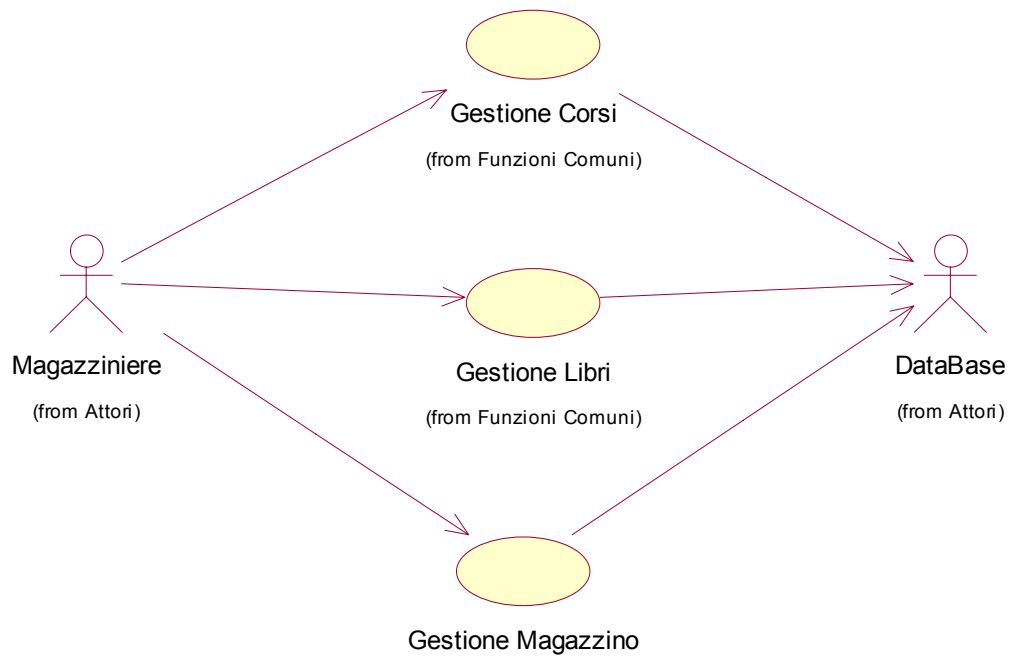 Gestione Corsi
(from Funzioni Comuni)
Magazziniere
(from Attori)
DataBase
(from Attori)
Gestione Libri
(from Funzioni Comuni)
Gestione Magazzino